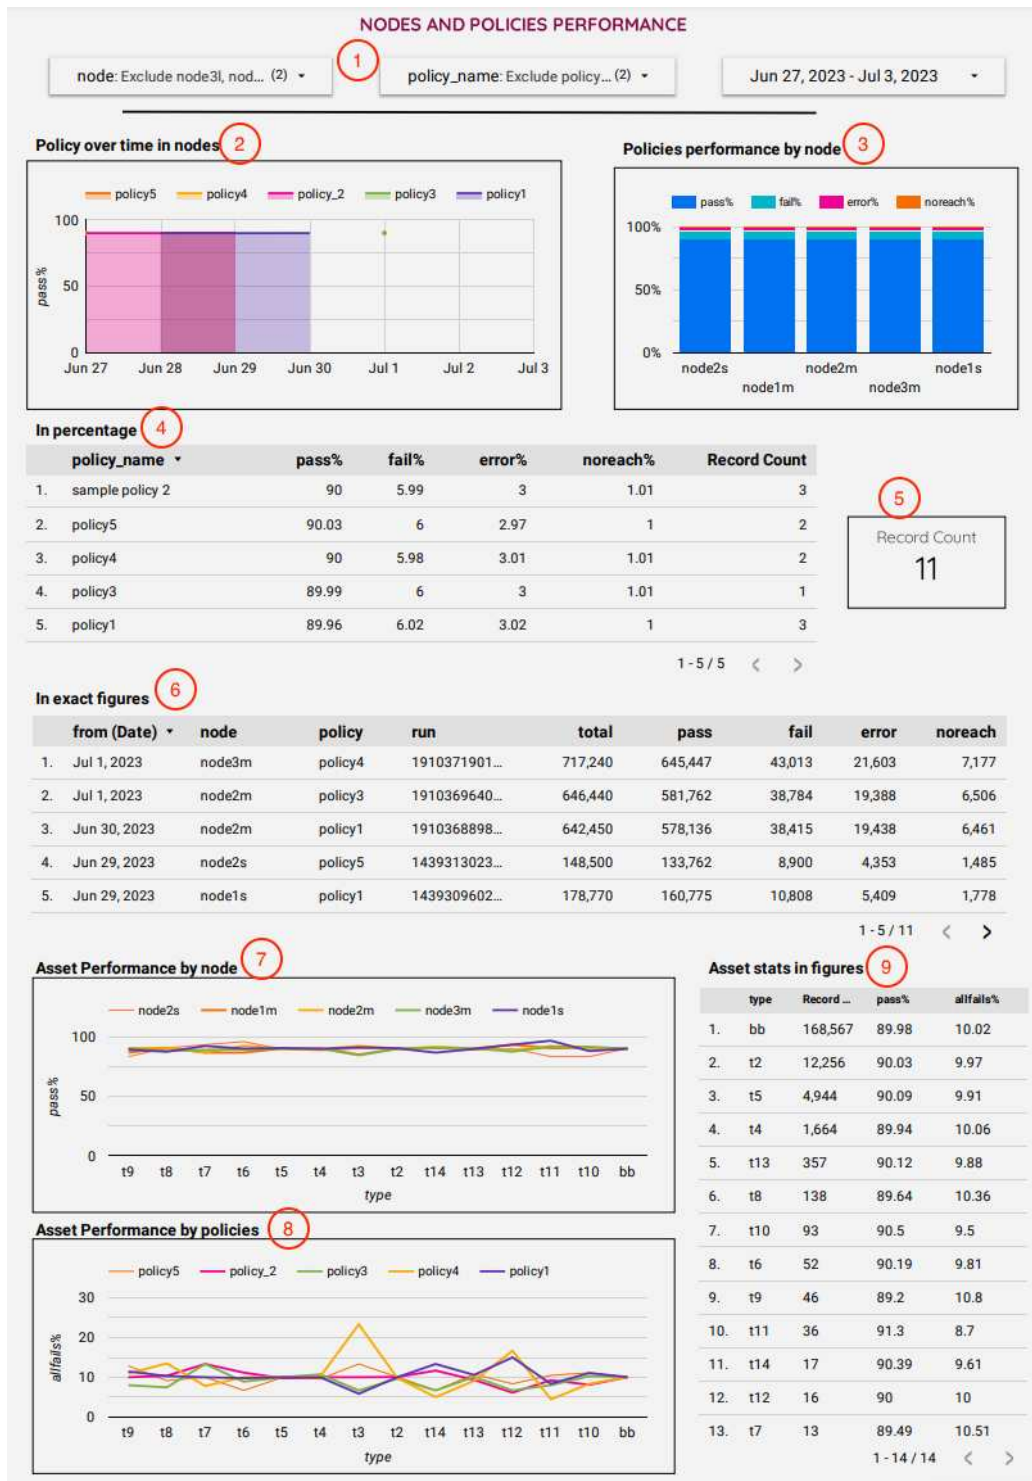 NODES AND POLICIES PERFORMANCE
1
node: Exclude node3l, nod... (2)
policy_name: Exclude policy... (2)
Jun 27, 2023 - Jul 3, 2023
Policy over time in nodes 2
policy5 policy4 policy_2 policy3 policy1
100
50
0
pass%
Jun 27 Jun 28 Jun 29 Jun 30 Jul 1 Jul 2 Jul 3
Policies performance by node 3
pass% fail% error% noreach%
100%
50%
0%
node2s node2m node1s
node1m node3m
In percentage 4
policy_name pass% fail% error% noreach% Record Count
1. sample policy 2 90 5.99 3 1.01 3
2. policy5 90.03 6 2.97 1 2
3. policy4 90 5.98 3.01 1.01 2
4. policy3 89.99 6 3 1.01 1
5. policy1 89.96 6.02 3.02 1 3
1 - 5 / 5
5
Record Count
11
In exact figures 6
from (Date) node policy run total pass fail error noreach
1. Jul 1, 2023 node3m policy4 1910371901... 717,240 645,447 43,013 21,603 7,177
2. Jul 1, 2023 node2m policy3 1910369640... 646,440 581,762 38,784 19,388 6,506
3. Jun 30, 2023 node2m policy1 1910368898... 642,450 578,136 38,415 19,438 6,461
4. Jun 29, 2023 node2s policy5 1439313023... 148,500 133,762 8,900 4,353 1,485
5. Jun 29, 2023 node1s policy1 1439309602... 178,770 160,775 10,808 5,409 1,778
1 - 5 / 11
Asset Performance by node 7
node2s node1m node2m node3m node1s
100
50
0
pass%
t9 t8 t7 t6 t5 t4 t3 t2 t14 t13 t12 t11 t10 bb
type
Asset Performance by policies 8
policy5 policy_2 policy3 policy4 policy1
30
20
10
0
allfails%
t9 t8 t7 t6 t5 t4 t3 t2 t14 t13 t12 t11 t10 bb
type
Asset stats in figures 9
type Record ... pass% allfails%
1. bb 168,567 89.98 10.02
2. t2 12,256 90.03 9.97
3. t5 4,944 90.09 9.91
4. t4 1,664 89.94 10.06
5. t13 357 90.12 9.88
6. t8 138 89.64 10.36
7. t10 93 90.5 9.5
8. t6 52 90.19 9.81
9. t9 46 89.2 10.8
10. t11 36 91.3 8.7
11. t14 17 90.39 9.61
12. t12 16 90 10
13. t7 13 89.49 10.51
1 - 14 / 14